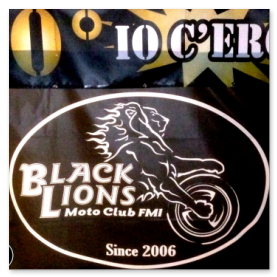 0° IO C'ER
BLACK
LIONS
Moto Club FMI
Since 2006